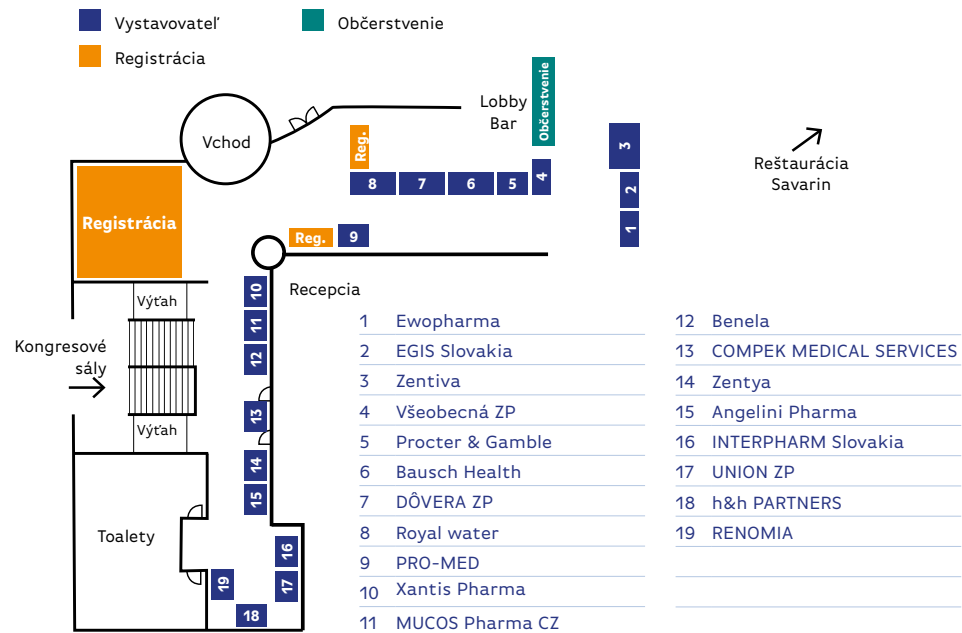 Vystavovateľ
Občerstvenie
Registrácia
Občerstvenie
Lobby
Bar
Vchod
Reg.
3
Reštaurácia
Savarin
8
7
6
5
4
2
1
Registrácia
Reg.
9
10
Recepcia
Výťah
11
Kongresové
sály
12
13
Výťah
14
15
Toalety
16
19
17
18
1 Ewopharma
2 EGIS Slovakia
3 Zentiva
4 Všeobecná ZP
5 Procter & Gamble
6 Bausch Health
7 DÔVERA ZP
8 Royal water
9 PRO-MED
10 Xantis Pharma
11 MUCOS Pharma CZ
12 Benela
13 COMPEK MEDICAL SERVICES
14 Zentya
15 Angelini Pharma
16 INTERPHARM Slovakia
17 UNION ZP
18 h&h PARTNERS
19 RENOMIA